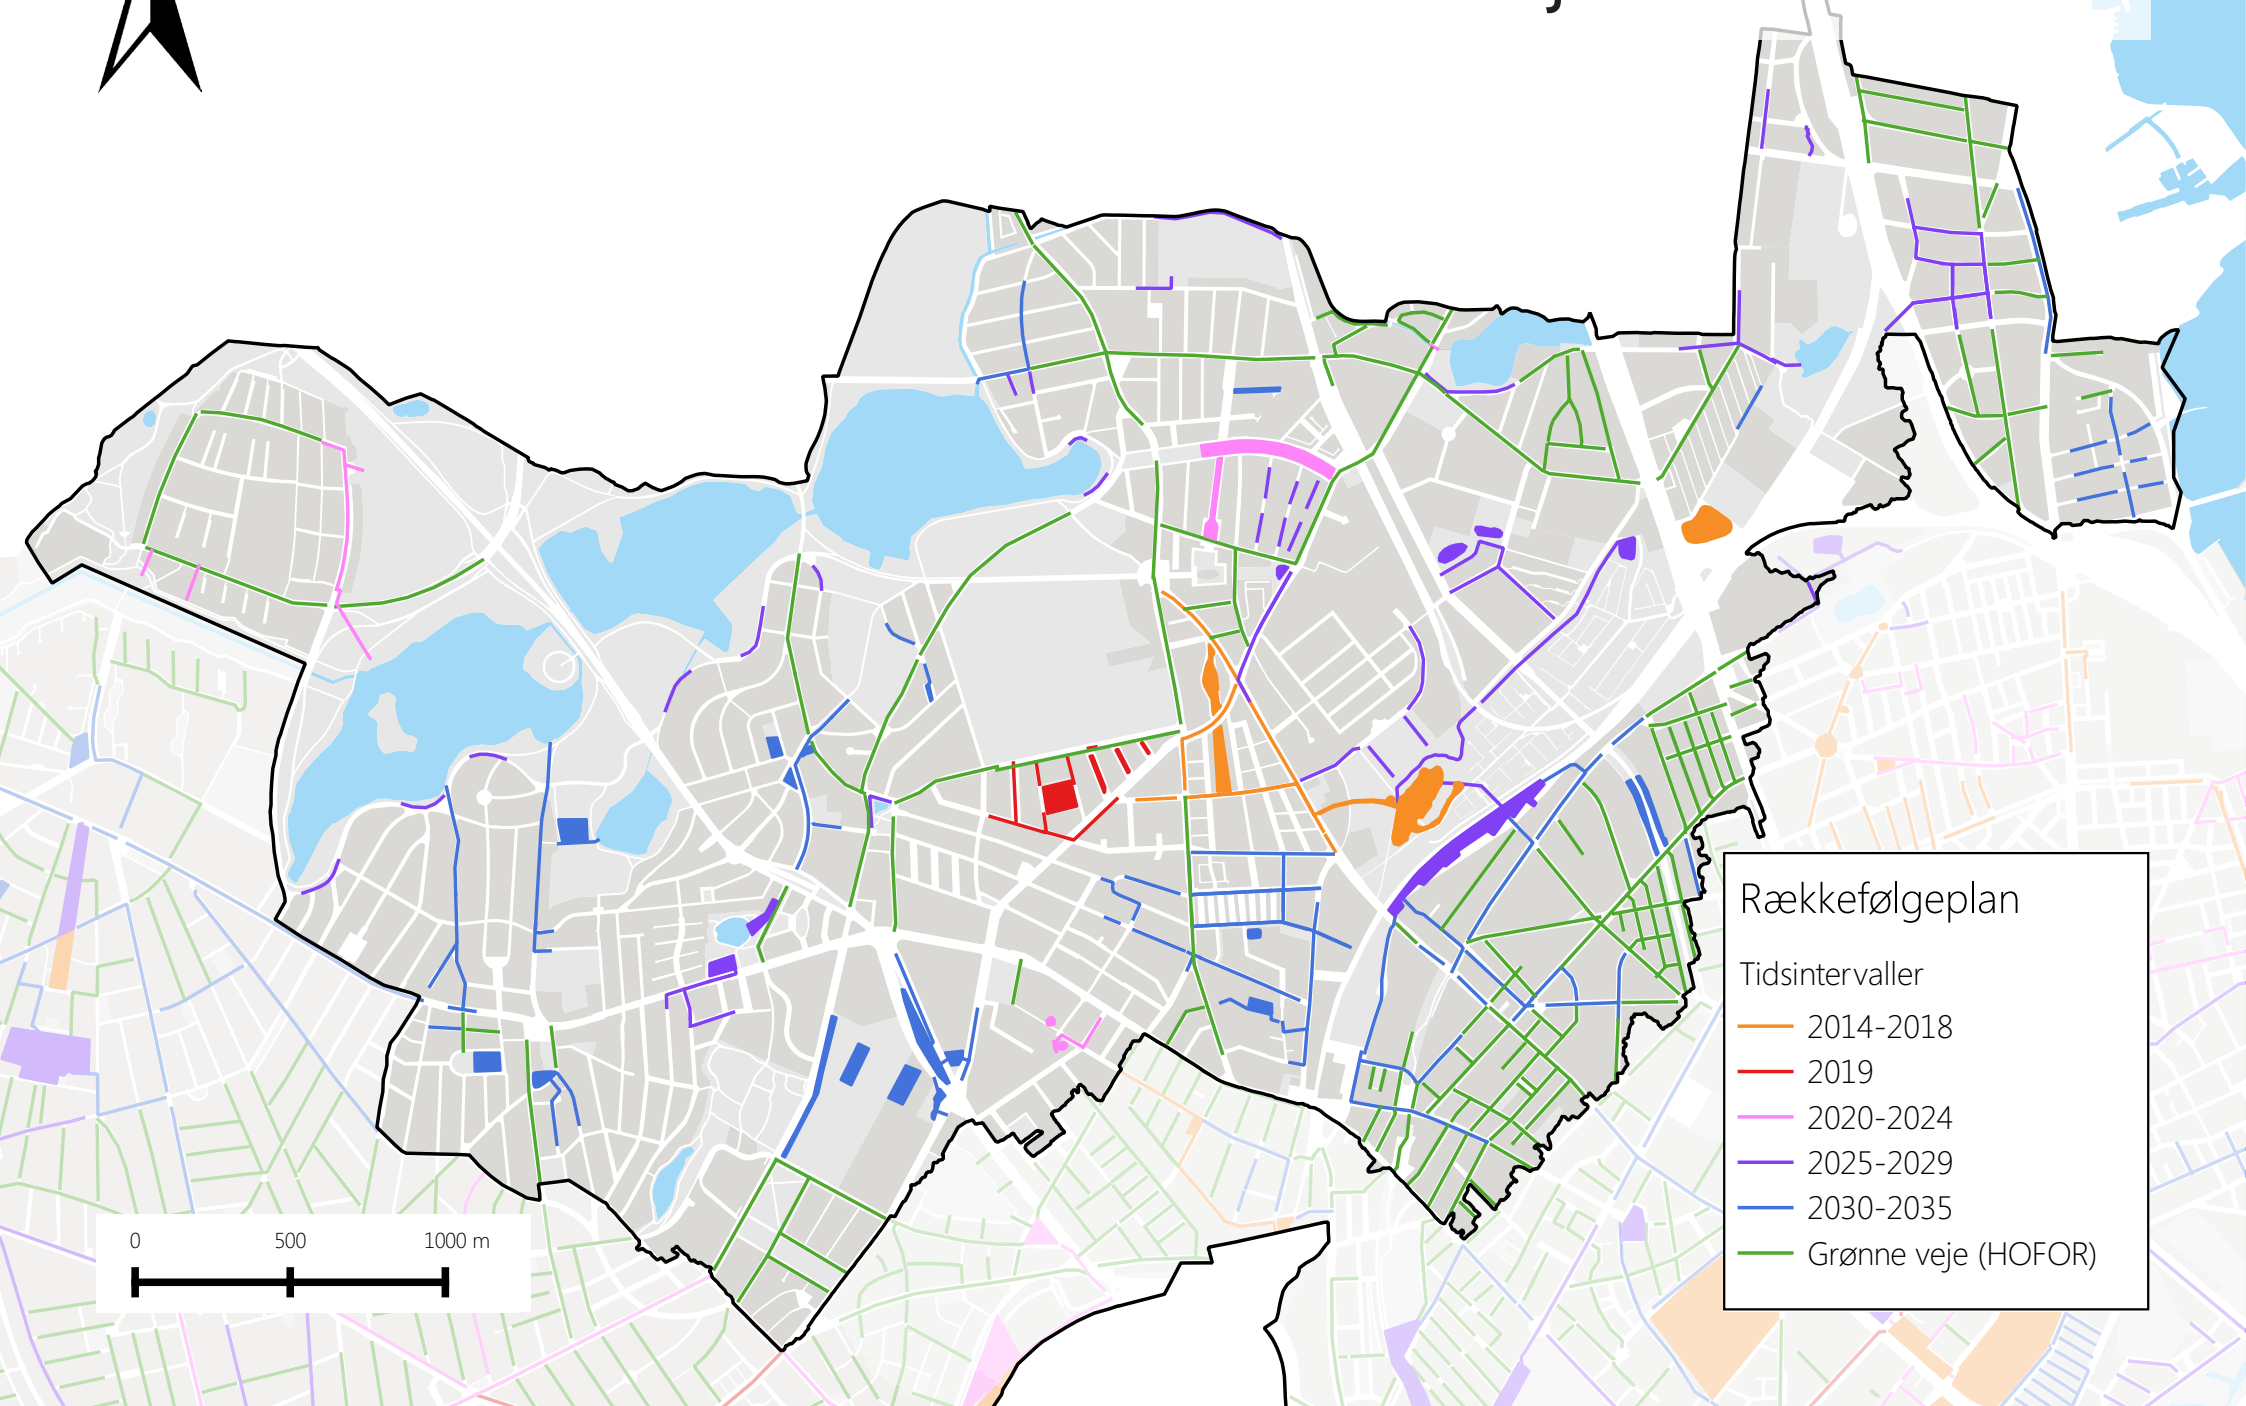 Rækkefølgeplan
Tidsintervaller
2014-2018
2019
2020-2024
2025-2029
2030-2035
Grønne veje (HOFOR)
0 500 1000 m